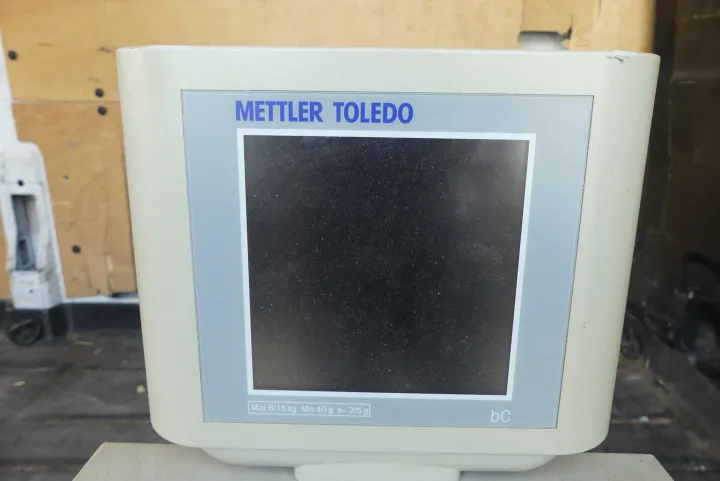 METTLER TOLEDO
Max 6/15 kg Min 40 g e= 2/5 g
bC